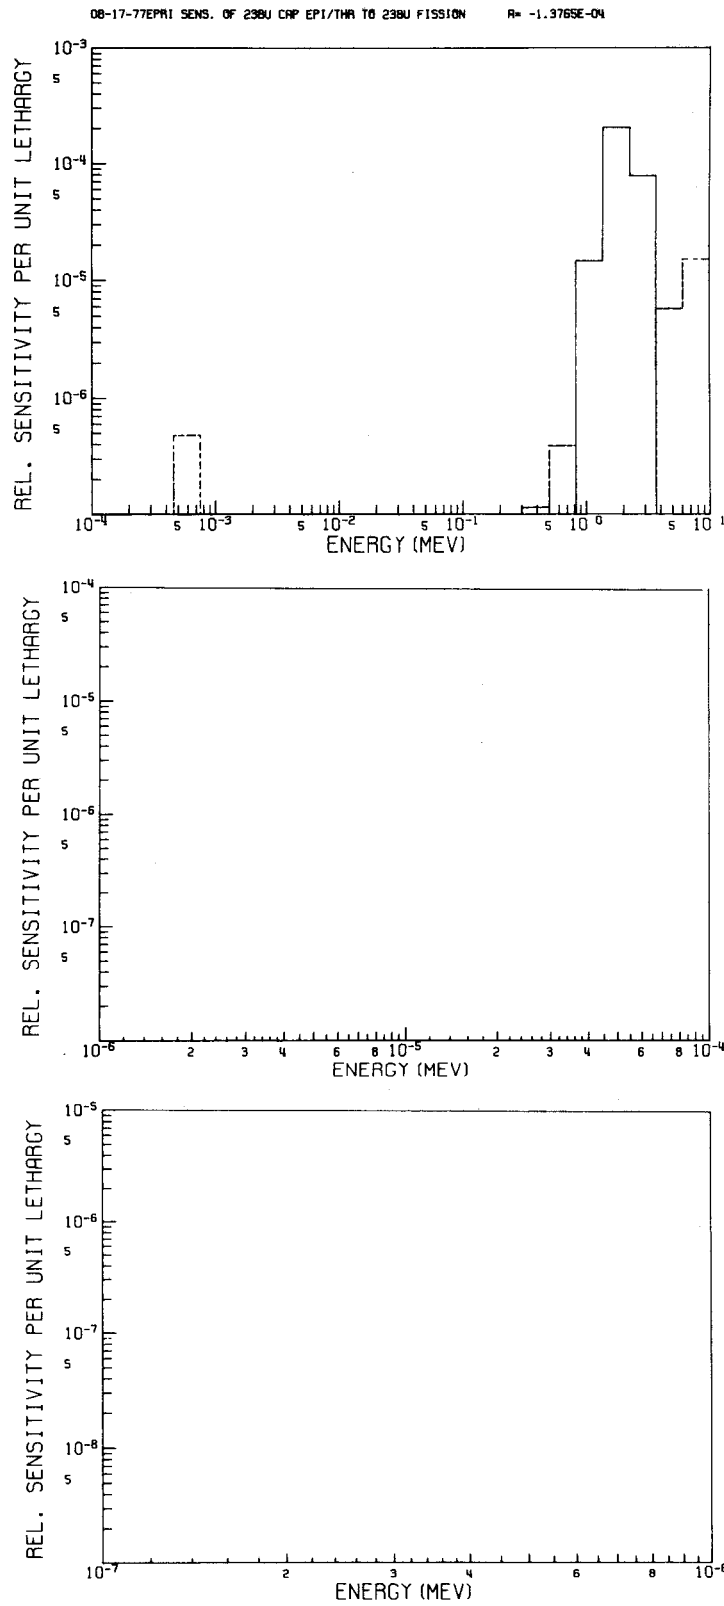 08-17-77EPRI SENS. OF 238U CAP EPI/THR TO 238U FISSION R= -1.3765E-04
REL. SENSITIVITY PER UNIT LETHARGY
10^-3
5
10^-4
5
10^-5
5
10^-6
5
10^-4 5 10^-3 5 10^-2 5 10^-1 5 10^0 5 10^1
ENERGY (MEV)
REL. SENSITIVITY PER UNIT LETHARGY
10^-4
5
10^-5
5
10^-6
5
10^-7
5
10^-6 2 3 4 6 8 10^-5 2 3 4 6 8 10^-4
ENERGY (MEV)
REL. SENSITIVITY PER UNIT LETHARGY
10^-5
5
10^-6
5
10^-7
5
10^-8
5
10^-7 2 3 4 6 8 10^-6
ENERGY (MEV)